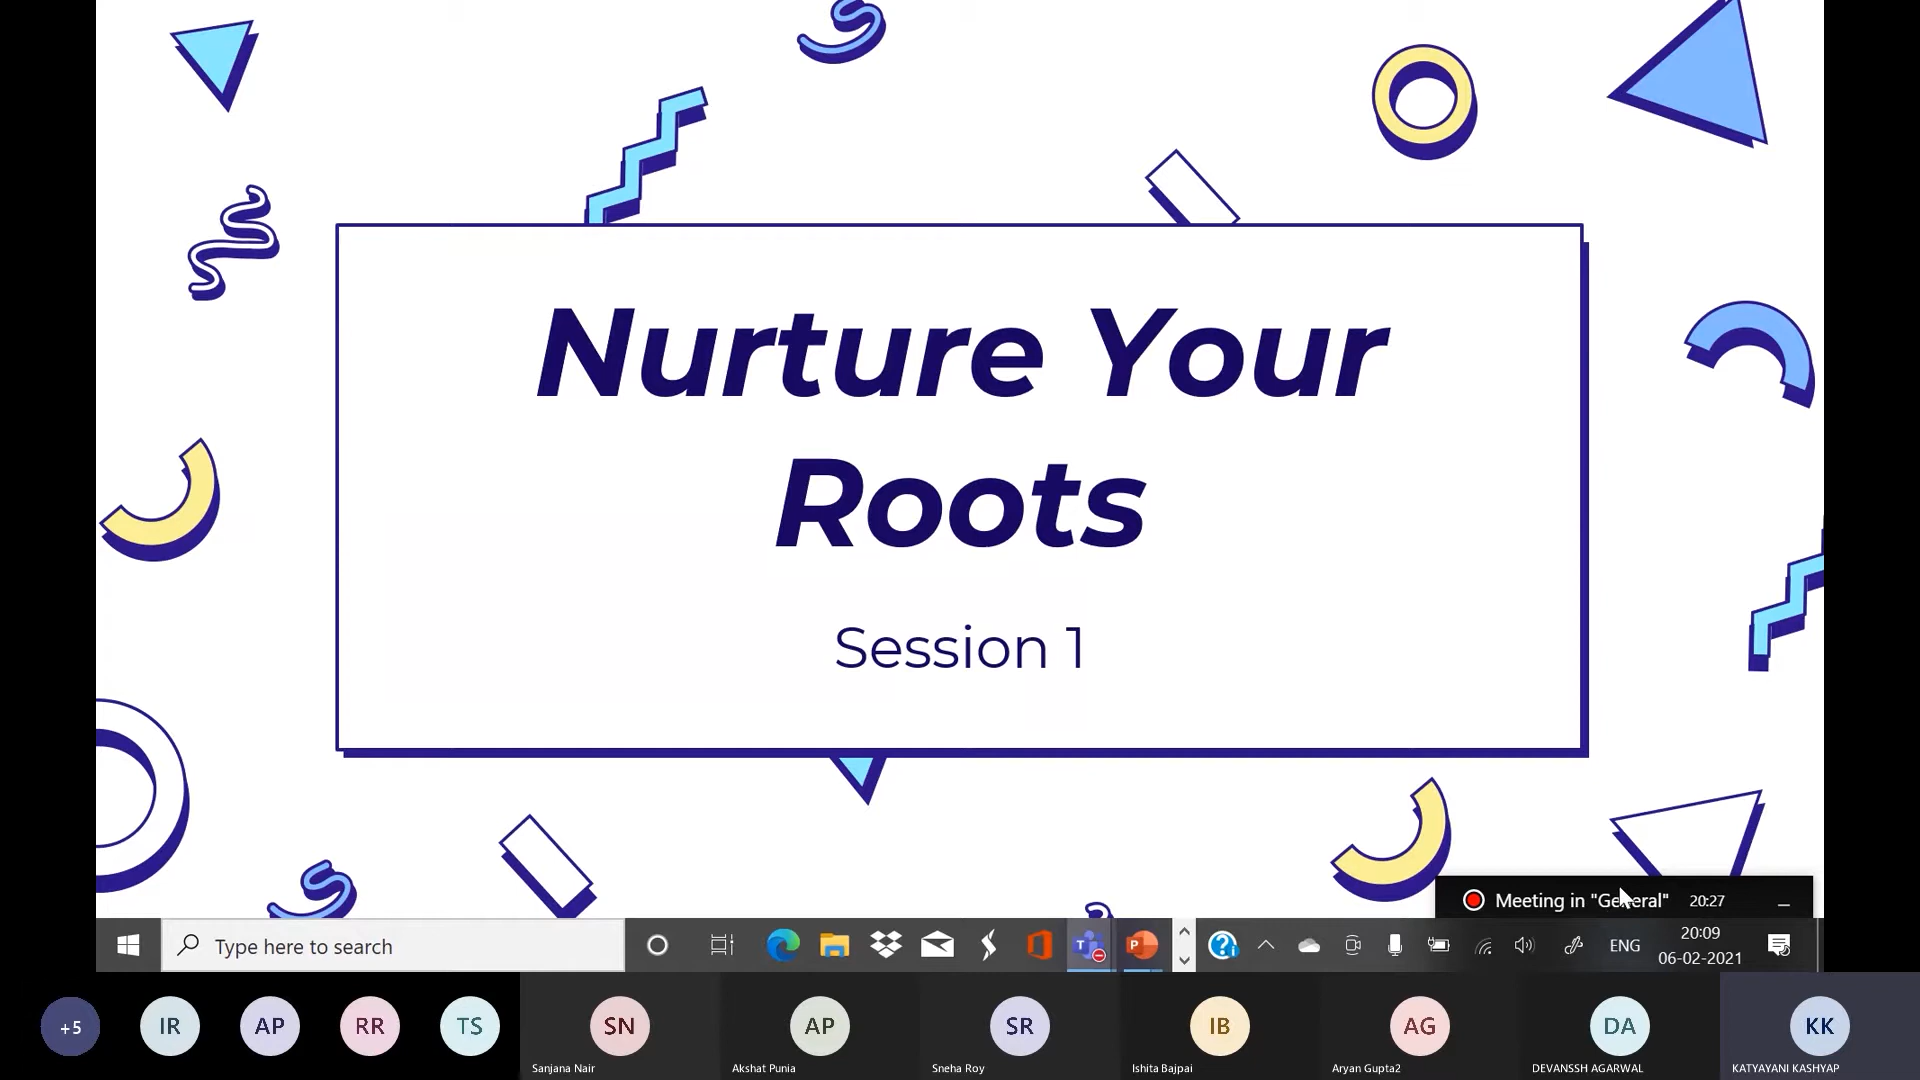 Nurture Your
Roots
Session 1
Meeting in "General" 20:27
Type here to search
ENG
20:09
06-02-2021
+5
IR
AP
RR
TS
SN
AP
SR
IB
AG
DA
KK
Sanjana Nair
Akshat Punia
Sneha Roy
Ishita Bajpai
Aryan Gupta2
DEVANSSH AGARWAL
KATYAYANI KASHYAP